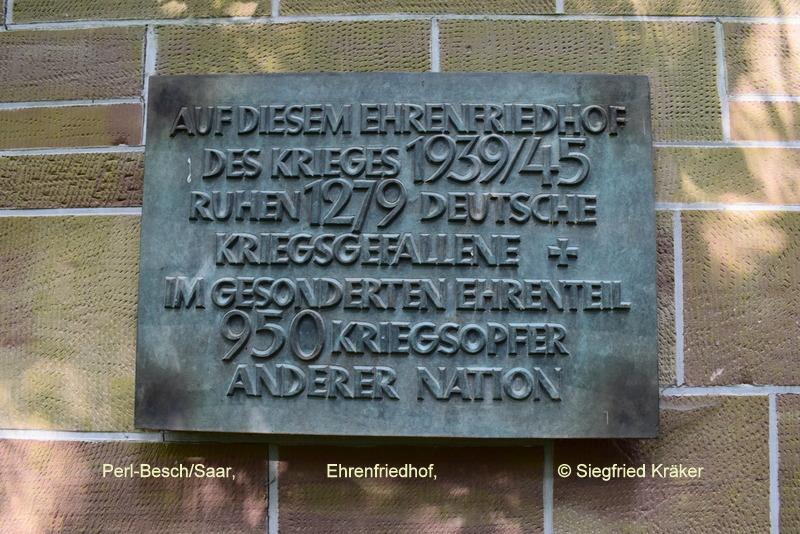 AUF DIESEM EHRENFRIEDHOF
DES KRIEGES 1939/45
RUHEN 1279 DEUTSCHE
KRIEGSGEFALLENE ✠
IM GESONDERTEN EHRENTEIL
950 KRIEGSOPFER
ANDERER NATION
Perl-Besch/Saar, Ehrenfriedhof, © Siegfried Kräker